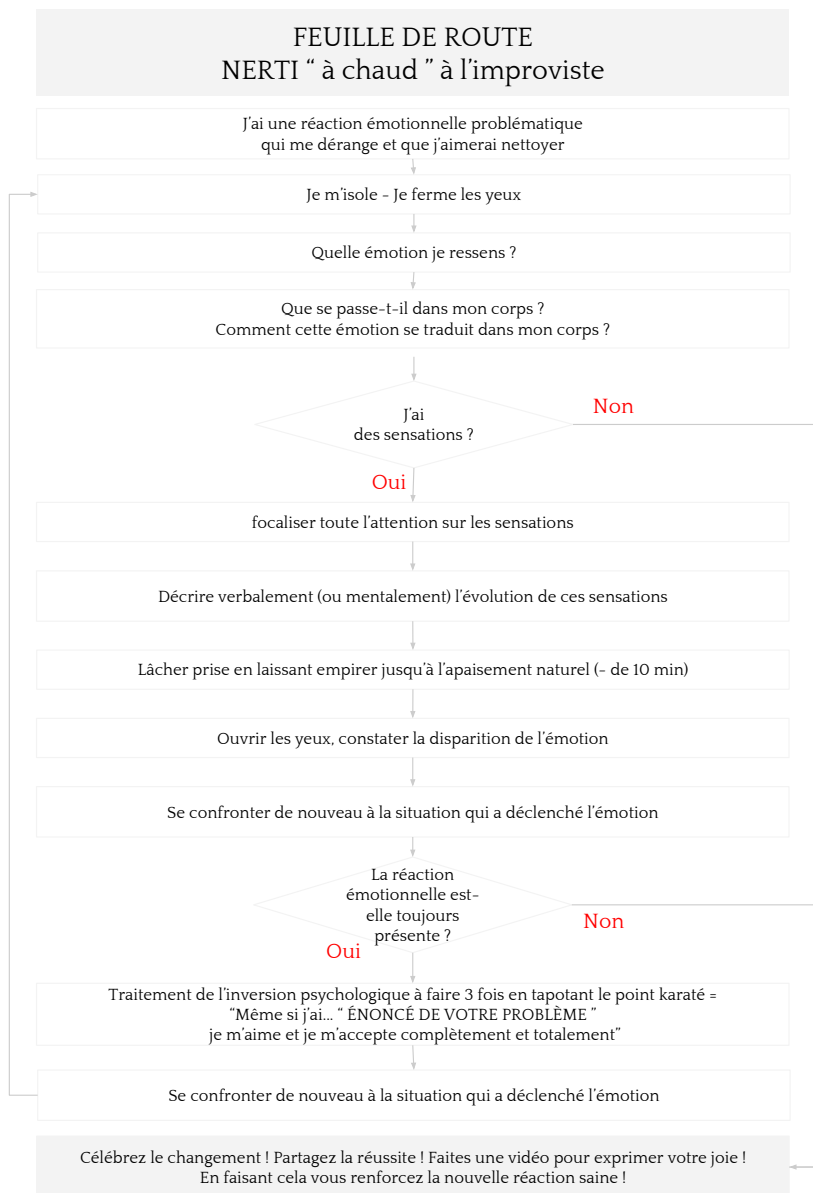 FEUILLE DE ROUTE
NERTI “ à chaud ” à l’improviste
J’ai une réaction émotionnelle problématique
qui me dérange et que j’aimerai nettoyer
Je m’isole - Je ferme les yeux
Quelle émotion je ressens ?
Que se passe-t-il dans mon corps ?
Comment cette émotion se traduit dans mon corps ?
J’ai
des sensations ?
Non
Oui
focaliser toute l’attention sur les sensations
Décrire verbalement (ou mentalement) l’évolution de ces sensations
Lâcher prise en laissant empirer jusqu’à l’apaisement naturel (- de 10 min)
Ouvrir les yeux, constater la disparition de l’émotion
Se confronter de nouveau à la situation qui a déclenché l’émotion
La réaction
émotionnelle est-
elle toujours
présente ?
Non
Oui
Traitement de l’inversion psychologique à faire 3 fois en tapotant le point karaté =
“Même si j’ai... “ ÉNONCÉ DE VOTRE PROBLÈME ”
je m’aime et je m’accepte complètement et totalement”
Se confronter de nouveau à la situation qui a déclenché l’émotion
Célébrez le changement ! Partagez la réussite ! Faites une vidéo pour exprimer votre joie !
En faisant cela vous renforcez la nouvelle réaction saine !